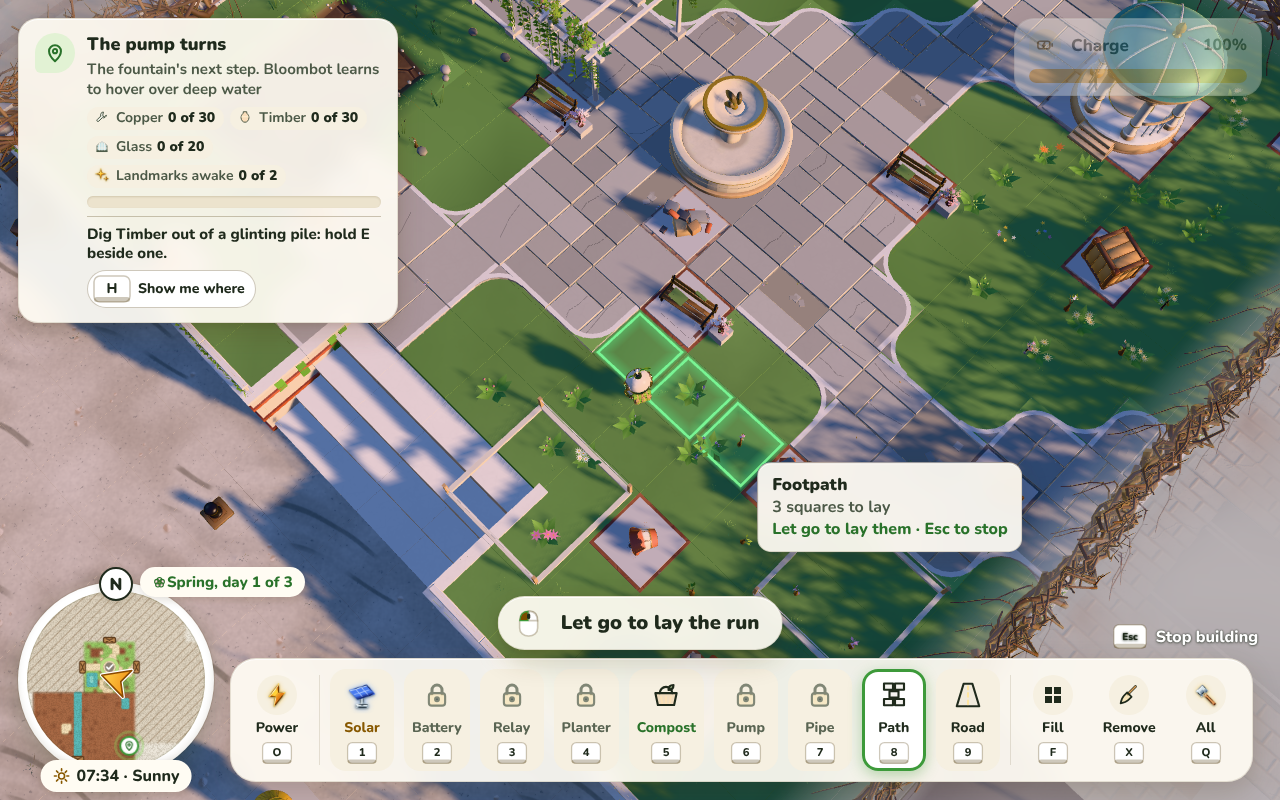 The pump turns
The fountain's next step. Bloombot learns
to hover over deep water
Copper 0 of 30 Timber 0 of 30
Glass 0 of 20
Landmarks awake 0 of 2
Dig Timber out of a glinting pile: hold E
beside one.
H Show me where
Charge 100%
Footpath
3 squares to lay
Let go to lay them · Esc to stop
N
Spring, day 1 of 3
07:34 · Sunny
Let go to lay the run
Esc Stop building
Power Solar Battery Relay Planter Compost Pump Pipe Path Road Fill Remove All
O 1 2 3 4 5 6 7 8 9 F X Q